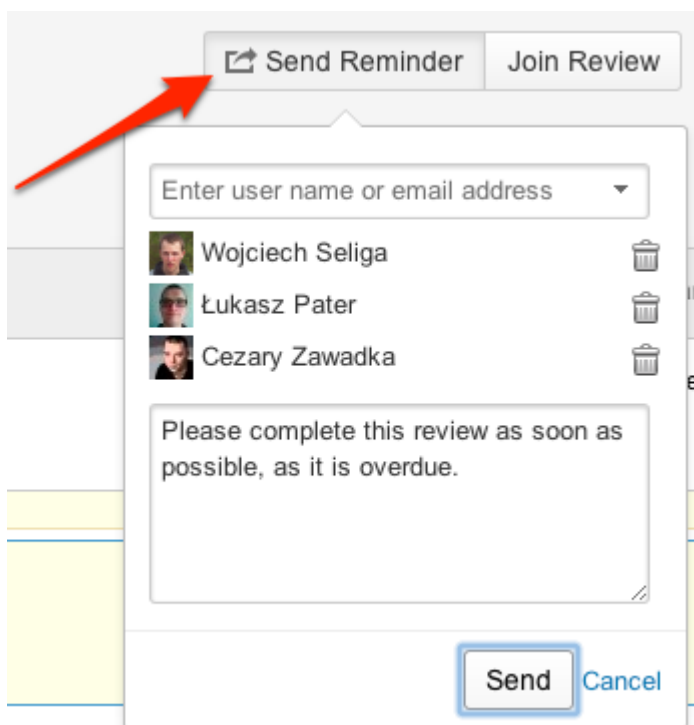 Send Reminder
Join Review
Enter user name or email address
Wojciech Seliga
Łukasz Pater
Cezary Zawadka
Please complete this review as soon as
possible, as it is overdue.
Send
Cancel